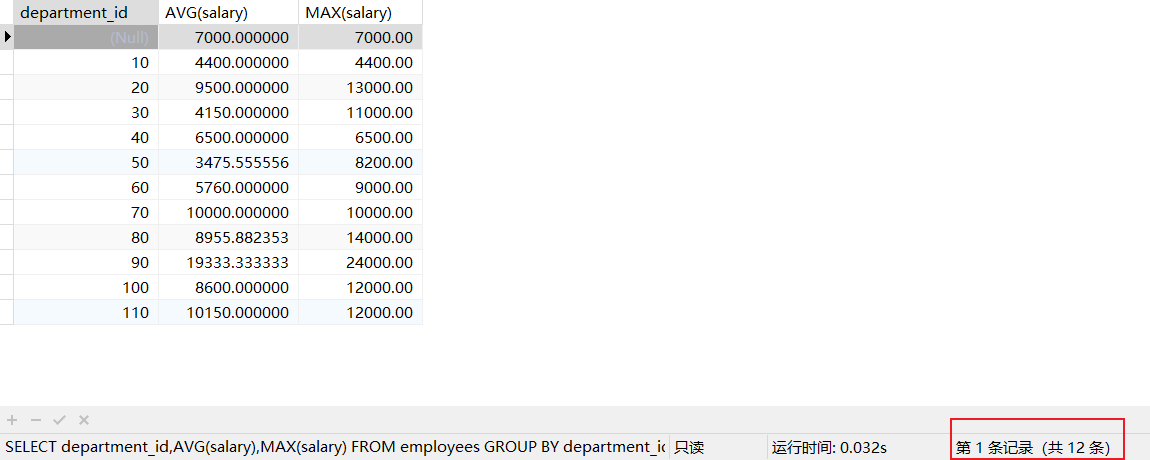 department_id AVG(salary) MAX(salary)
(Null) 7000.000000 7000.00
10 4400.000000 4400.00
20 9500.000000 13000.00
30 4150.000000 11000.00
40 6500.000000 6500.00
50 3475.555556 8200.00
60 5760.000000 9000.00
70 10000.000000 10000.00
80 8955.882353 14000.00
90 19333.333333 24000.00
100 8600.000000 12000.00
110 10150.000000 12000.00
SELECT department_id,AVG(salary),MAX(salary) FROM employees GROUP BY department_id 只读 运行时间: 0.032s 第 1 条记录 (共 12 条)